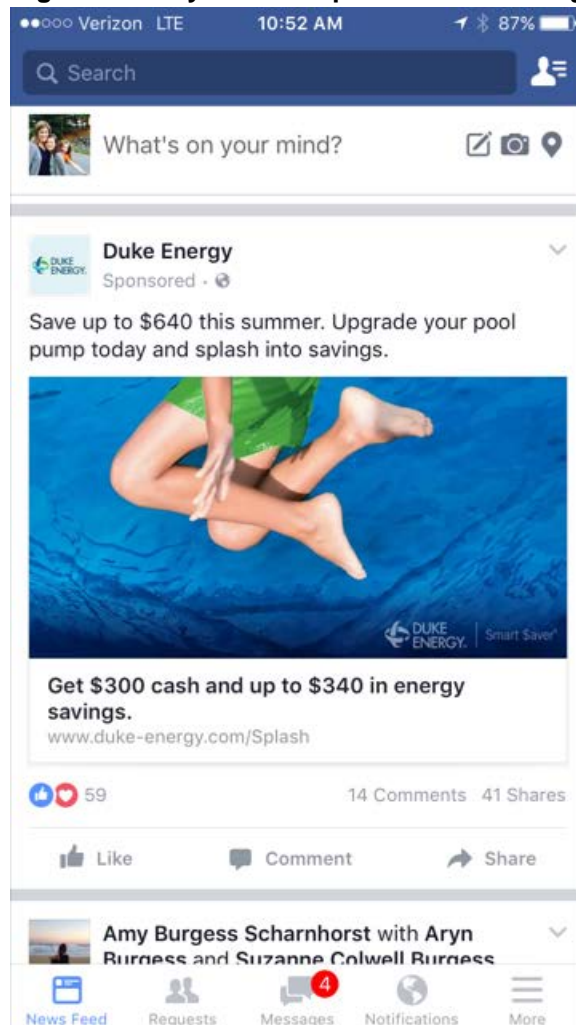 Verizon LTE 10:52 AM 87%
Search
What's on your mind?
DUKE ENERGY.
Duke Energy
Sponsored ·
Save up to $640 this summer. Upgrade your pool
pump today and splash into savings.
DUKE ENERGY. Smart $aver
Get $300 cash and up to $340 in energy
savings.
www.duke-energy.com/Splash
59 14 Comments 41 Shares
Like Comment Share
Amy Burgess Scharnhorst with Aryn
Burgess and Suzanne Colwell Burgess
4
News Feed Requests Messages Notifications More